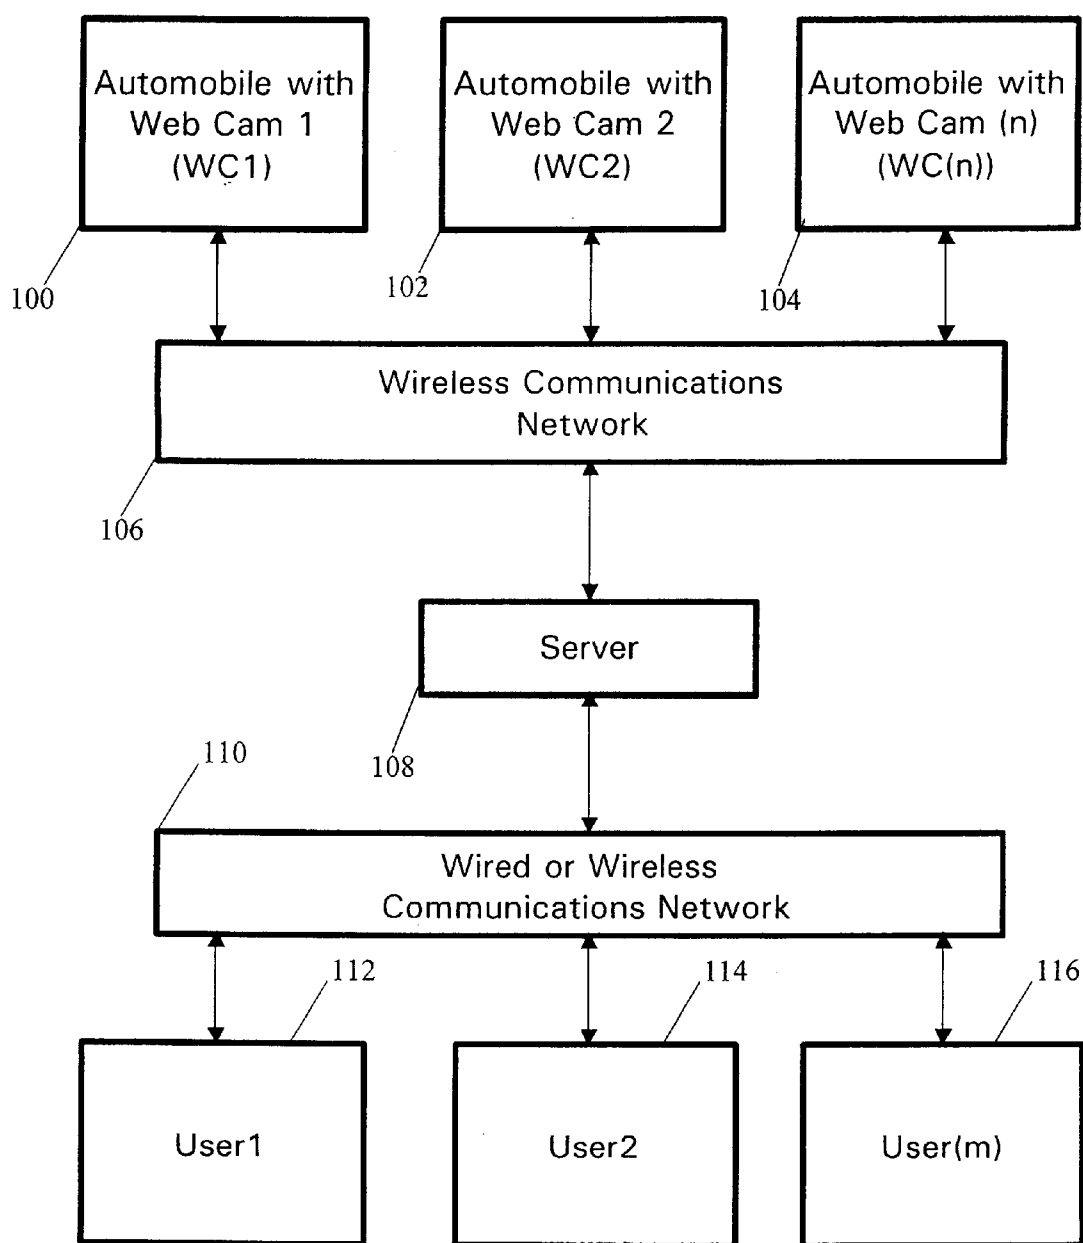 Automobile with
Web Cam 1
(WC1)
Automobile with
Web Cam 2
(WC2)
Automobile with
Web Cam (n)
(WC(n))
100
102
104
Wireless Communications
Network
106
Server
108
110
Wired or Wireless
Communications Network
112
114
116
User1
User2
User(m)